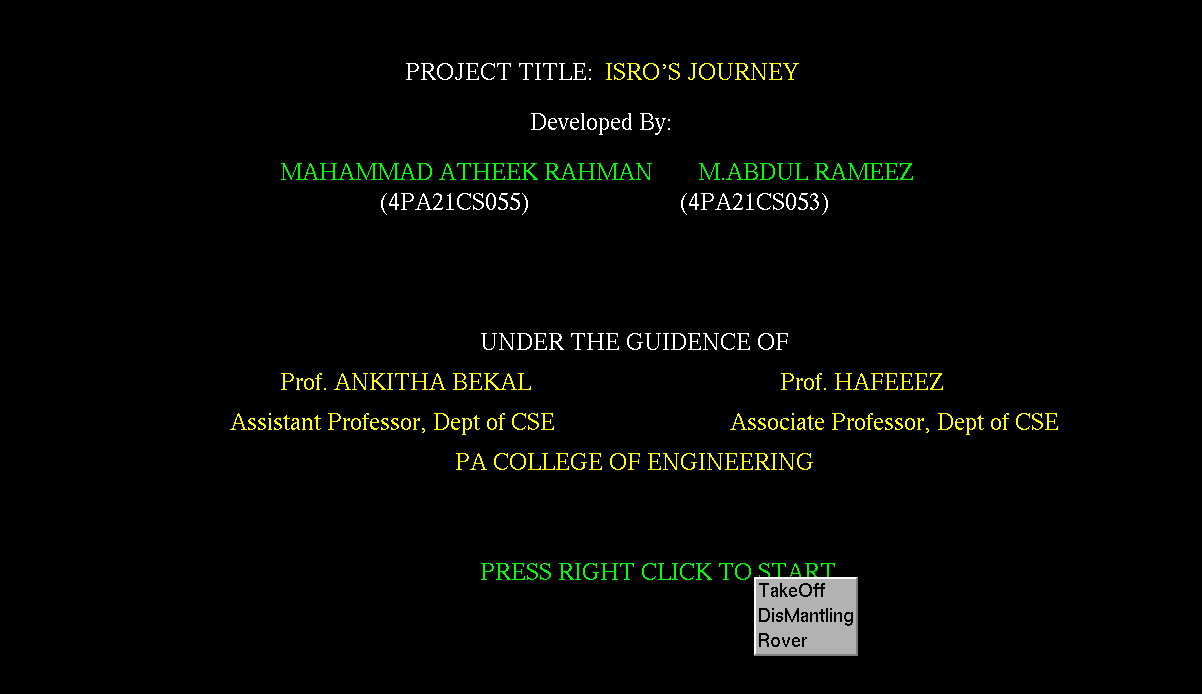 PROJECT TITLE: ISRO’S JOURNEY
Developed By:
MAHAMMAD ATHEEK RAHMAN M.ABDUL RAMEEZ
(4PA21CS055) (4PA21CS053)
UNDER THE GUIDENCE OF
Prof. ANKITHA BEKAL Prof. HAFEEEZ
Assistant Professor, Dept of CSE Associate Professor, Dept of CSE
PA COLLEGE OF ENGINEERING
PRESS RIGHT CLICK TO START
TakeOff
DisMantling
Rover